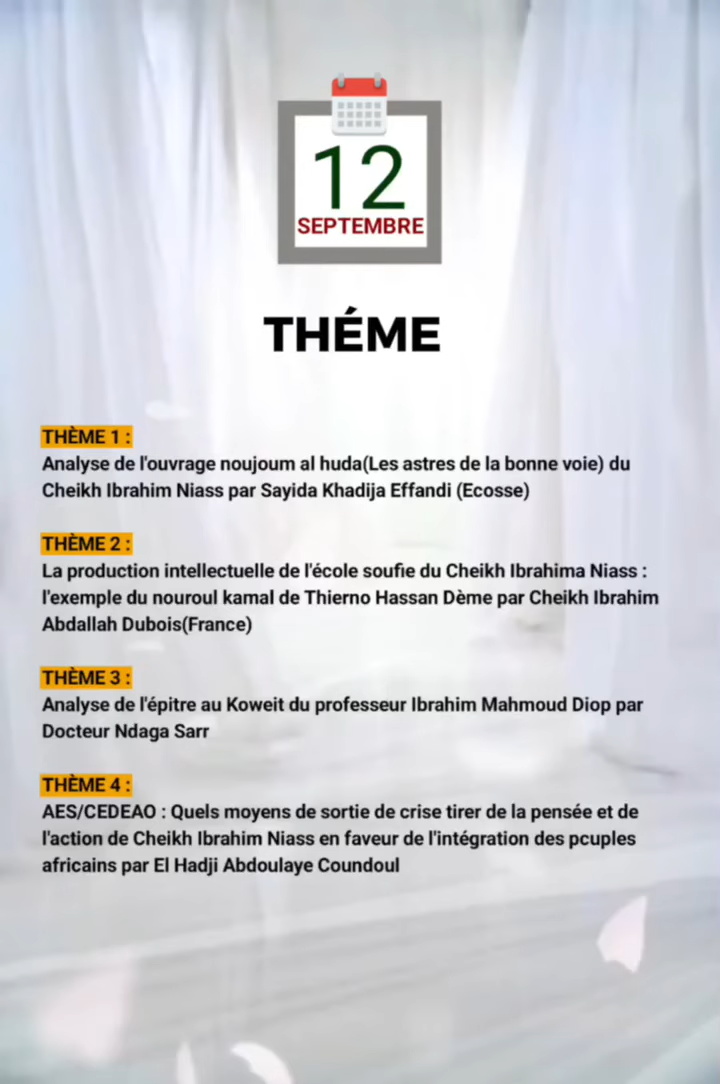 12
SEPTEMBRE
THÉME
THÈME 1 :
Analyse de l'ouvrage noujoum al huda(Les astres de la bonne voie) du
Cheikh Ibrahim Niass par Sayida Khadija Effandi (Ecosse)
THÈME 2 :
La production intellectuelle de l'école soufie du Cheikh Ibrahima Niass :
l'exemple du nouroul kamal de Thierno Hassan Dème par Cheikh Ibrahim
Abdallah Dubois(France)
THÈME 3 :
Analyse de l'épitre au Koweit du professeur Ibrahim Mahmoud Diop par
Docteur Ndaga Sarr
THÈME 4 :
AES/CEDEAO : Quels moyens de sortie de crise tirer de la pensée et de
l'action de Cheikh Ibrahim Niass en faveur de l'intégration des pcuples
africains par El Hadji Abdoulaye Coundoul